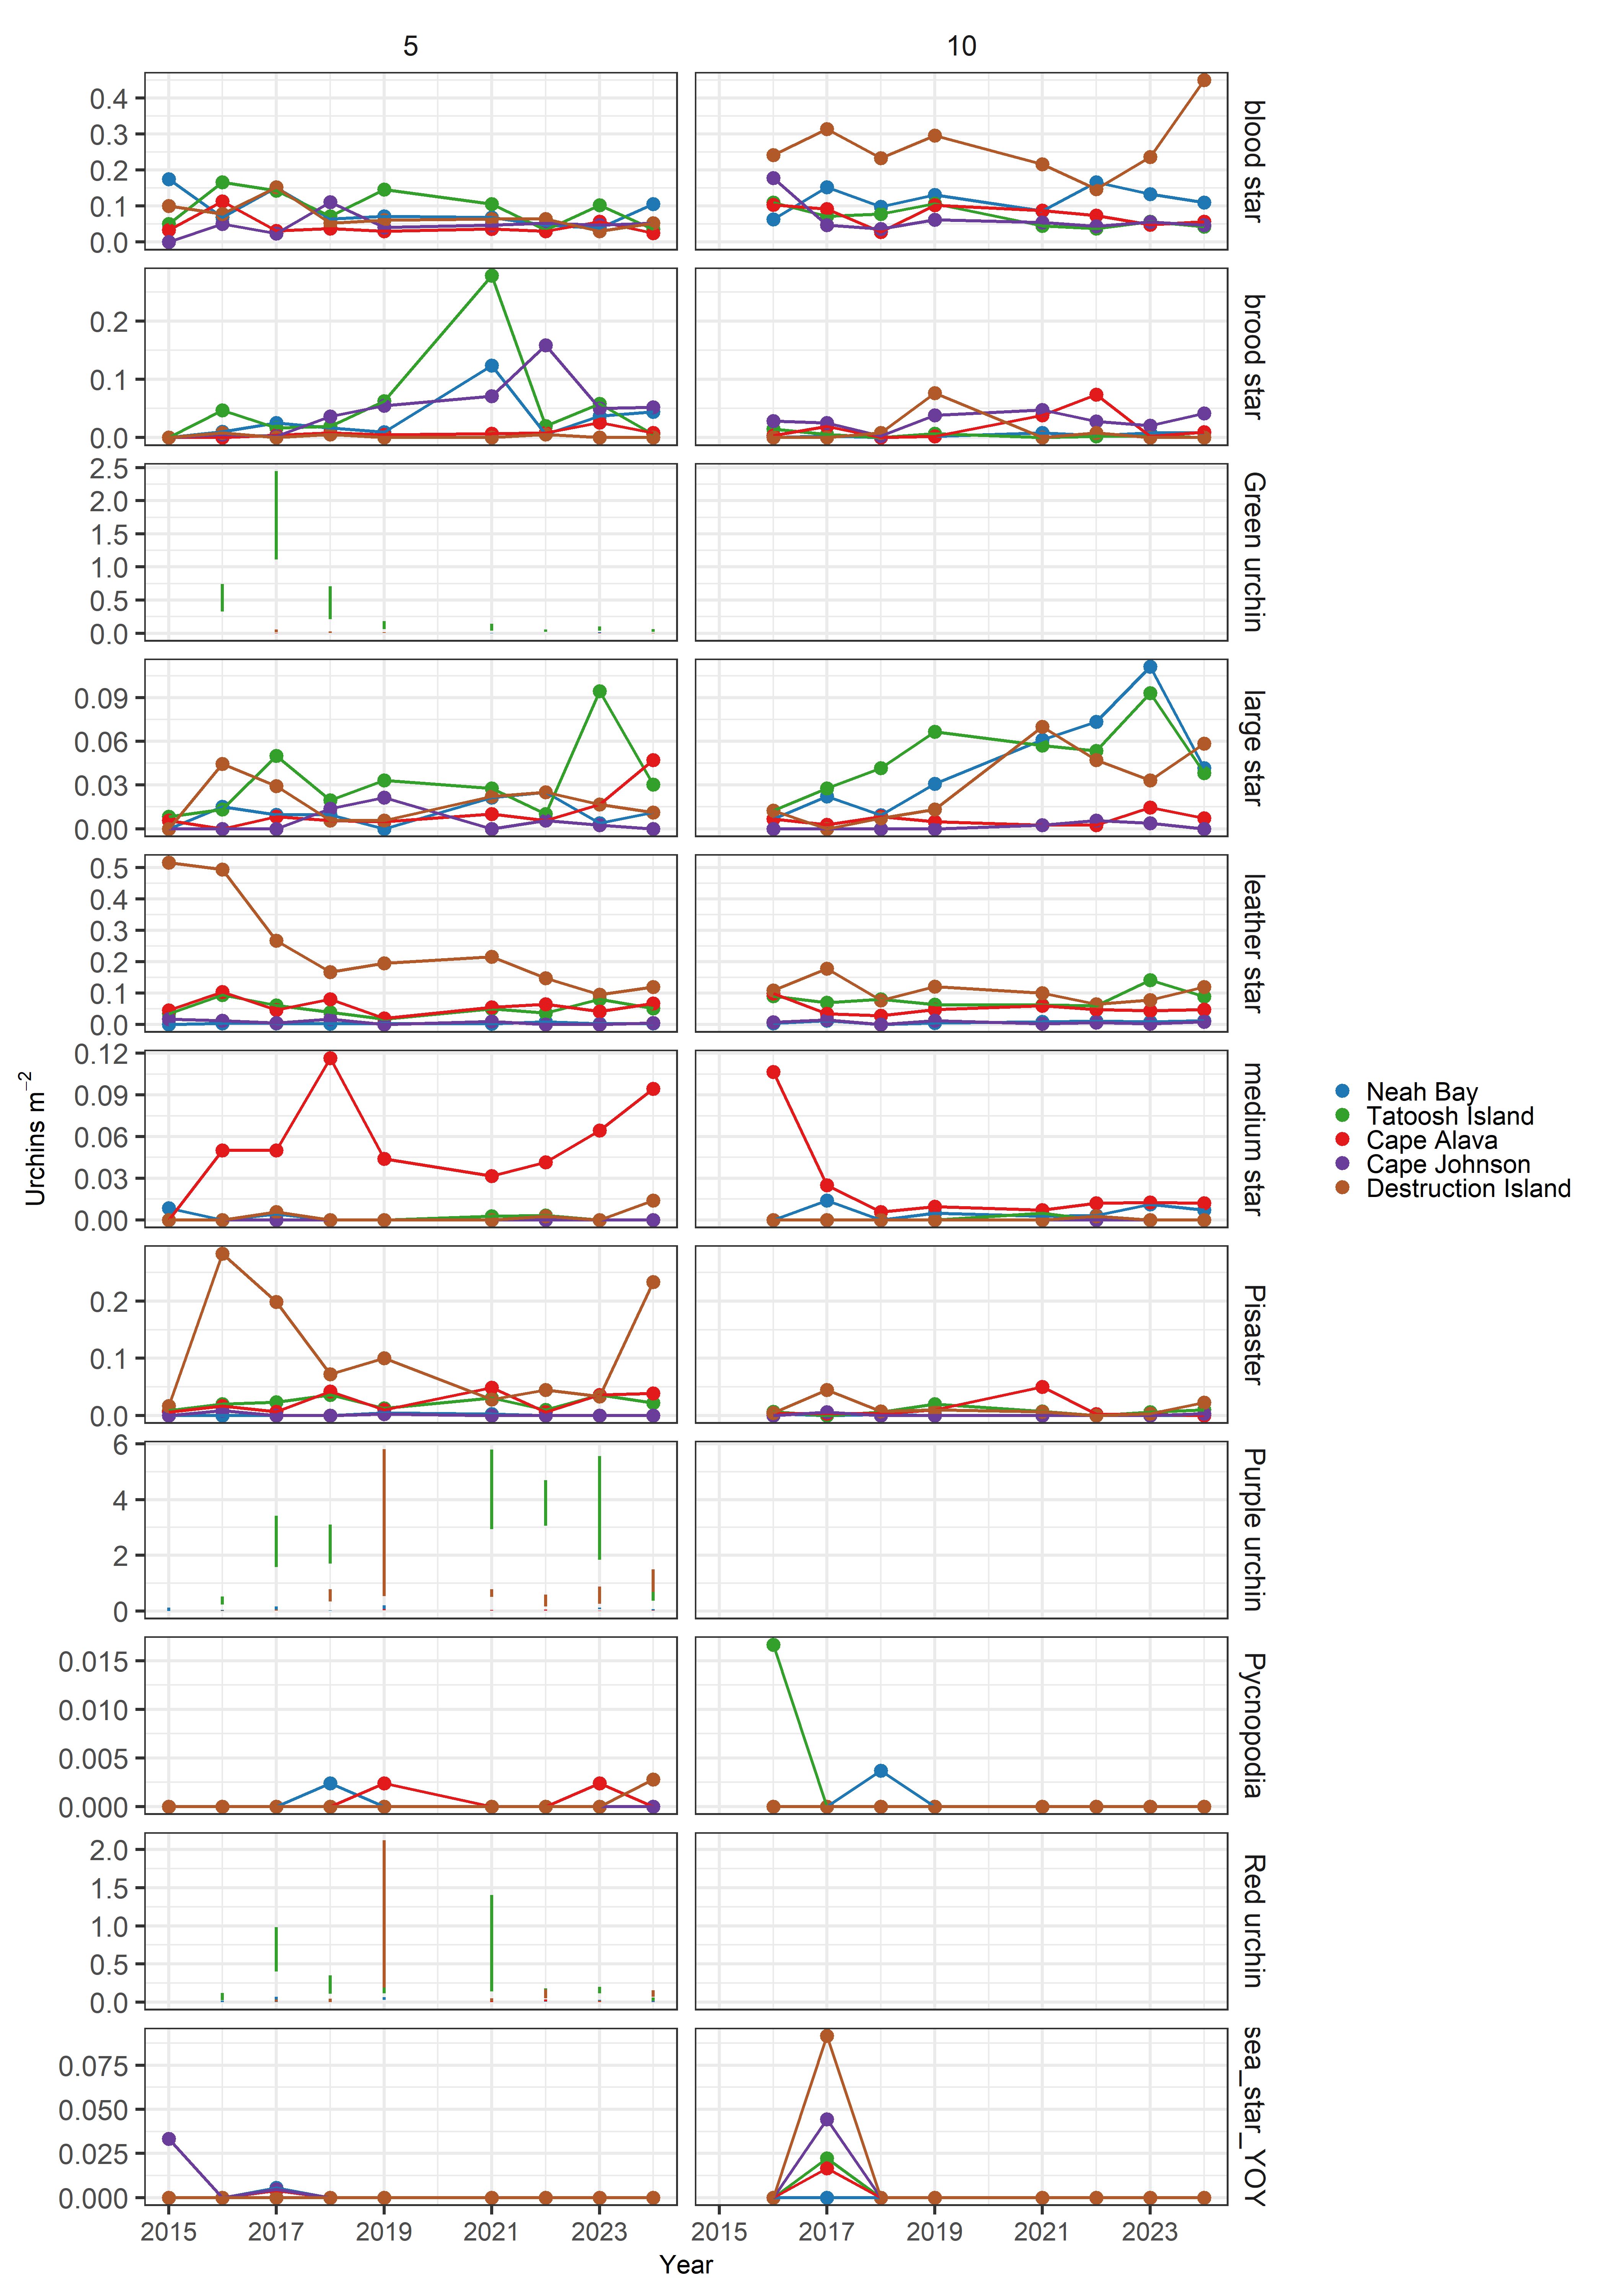 5 10
0.4
0.3
0.2
0.1
0.0
blood star
0.2
0.1
0.0
brood star
2.5
2.0
1.5
1.0
0.5
0.0
Green urchin
0.09
0.06
0.03
0.00
large star
0.5
0.4
0.3
0.2
0.1
0.0
leather star
0.12
0.09
0.06
0.03
0.00
medium star
0.2
0.1
0.0
Pisaster
6
4
2
0
Purple urchin
0.015
0.010
0.005
0.000
Pycnopodia
2.0
1.5
1.0
0.5
0.0
Red urchin
0.075
0.050
0.025
0.000
sea_star_YOY
2015 2017 2019 2021 2023 2015 2017 2019 2021 2023
Year
Urchins m⁻²
Neah Bay
Tatoosh Island
Cape Alava
Cape Johnson
Destruction Island